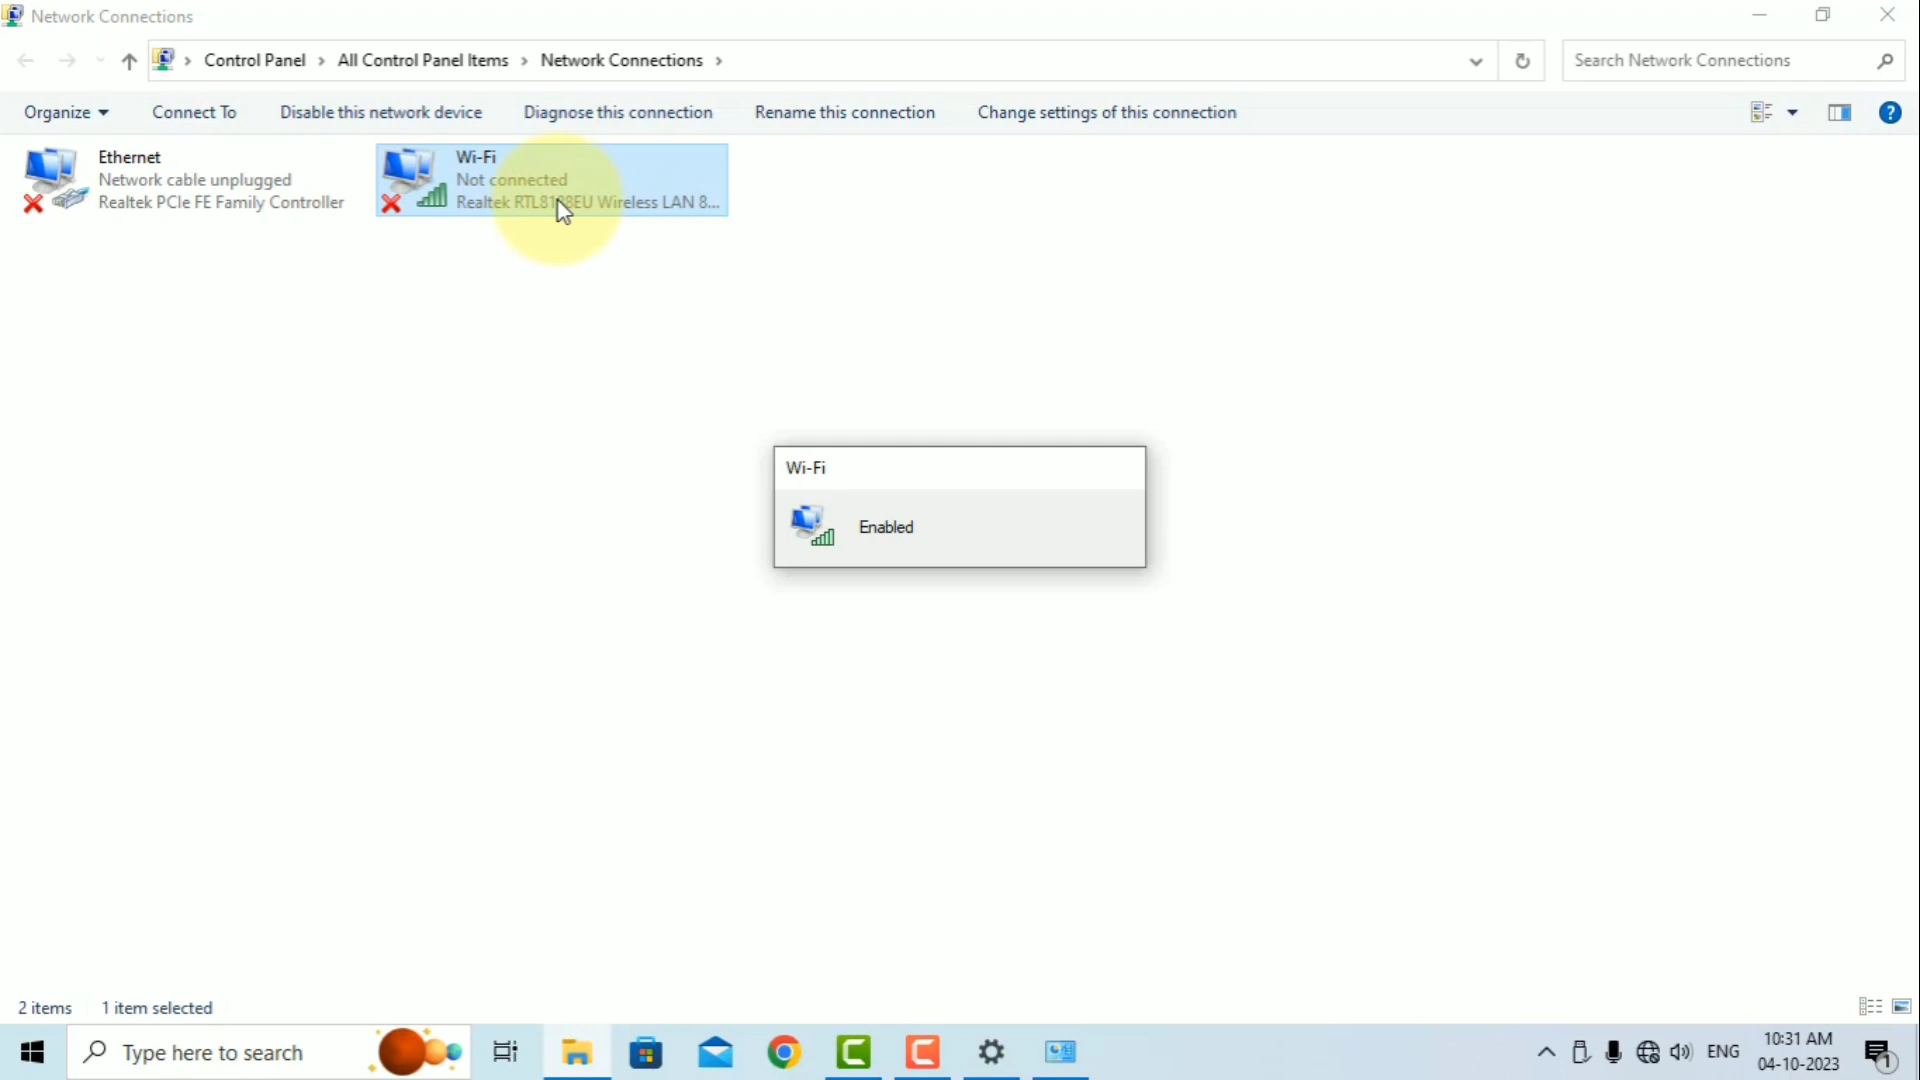 Network Connections
Control Panel
All Control Panel Items
Network Connections
Search Network Connections
Organize
Connect To
Disable this network device
Diagnose this connection
Rename this connection
Change settings of this connection
Ethernet
Network cable unplugged
Realtek PCIe FE Family Controller
Wi-Fi
Not connected
Realtek RTL8188EU Wireless LAN 8...
Wi-Fi
Enabled
2 items
1 item selected
Type here to search
ENG
10:31 AM
04-10-2023
1